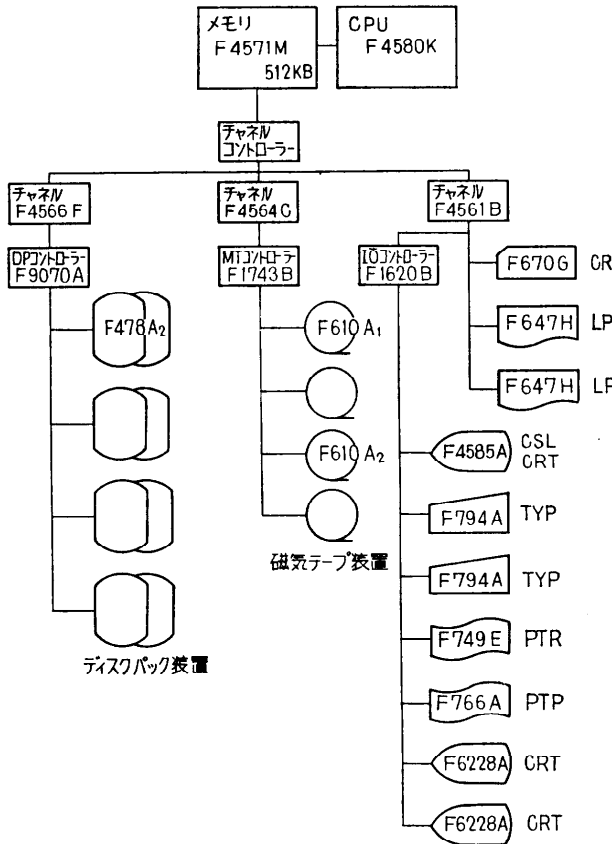 メモリ
F4571M
512KB
CPU
F4580K
チャネル
コントローラー
チャネル
F4566F
チャネル
F4564C
チャネル
F4561B
DPコントローラー
F9070A
MTコントローラー
F1743B
IOコントローラー
F1620B
F670G CR
F647H LP
F647H LP
F478A₂
F610A₁
F610A₂
F4585A CSL
CRT
F794A TYP
F794A TYP
F749E PTR
F766A PTP
F6228A CRT
F6228A CRT
磁気テープ装置
ディスクパック装置